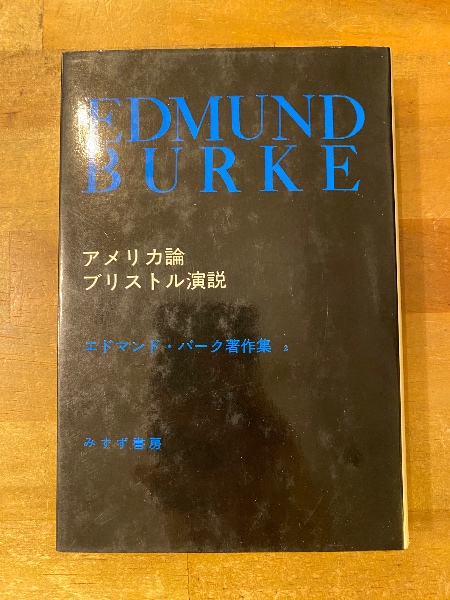 EDMUND
BURKE
アメリカ論
ブリストル演説
エドマンド・バーク著作集 2
みすず書房